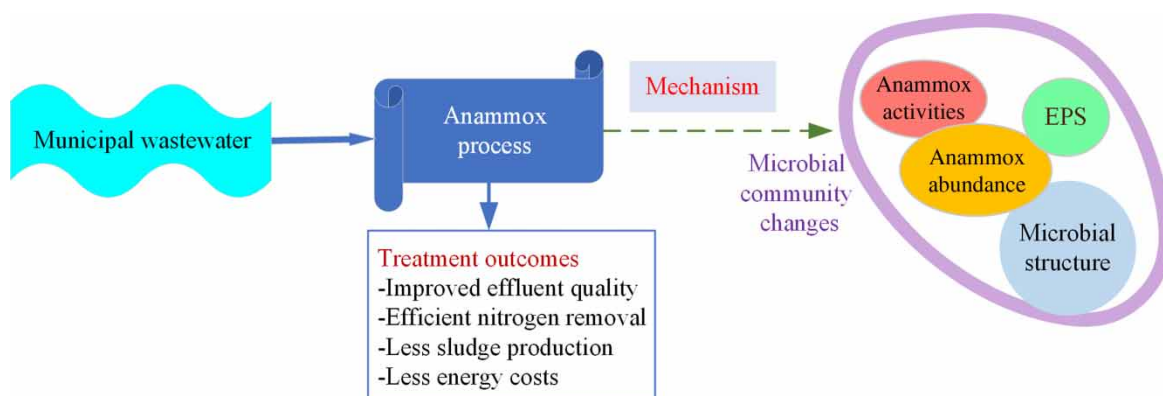 Municipal wastewater
Anammox
process
Treatment outcomes
-Improved effluent quality
-Efficient nitrogen removal
-Less sludge production
-Less energy costs
Mechanism
Microbial
community
changes
Anammox
activities
EPS
Anammox
abundance
Microbial
structure